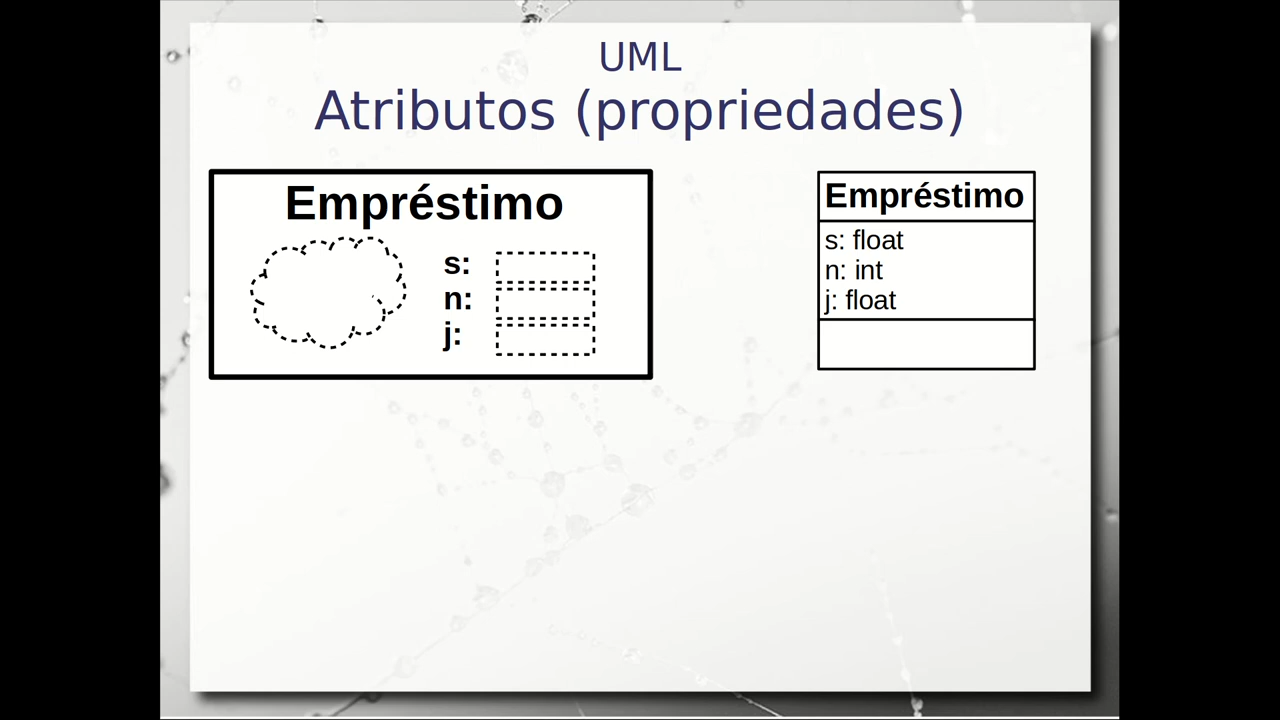 UML
Atributos (propriedades)
Empréstimo
s:
n:
j:
Empréstimo
s: float
n: int
j: float